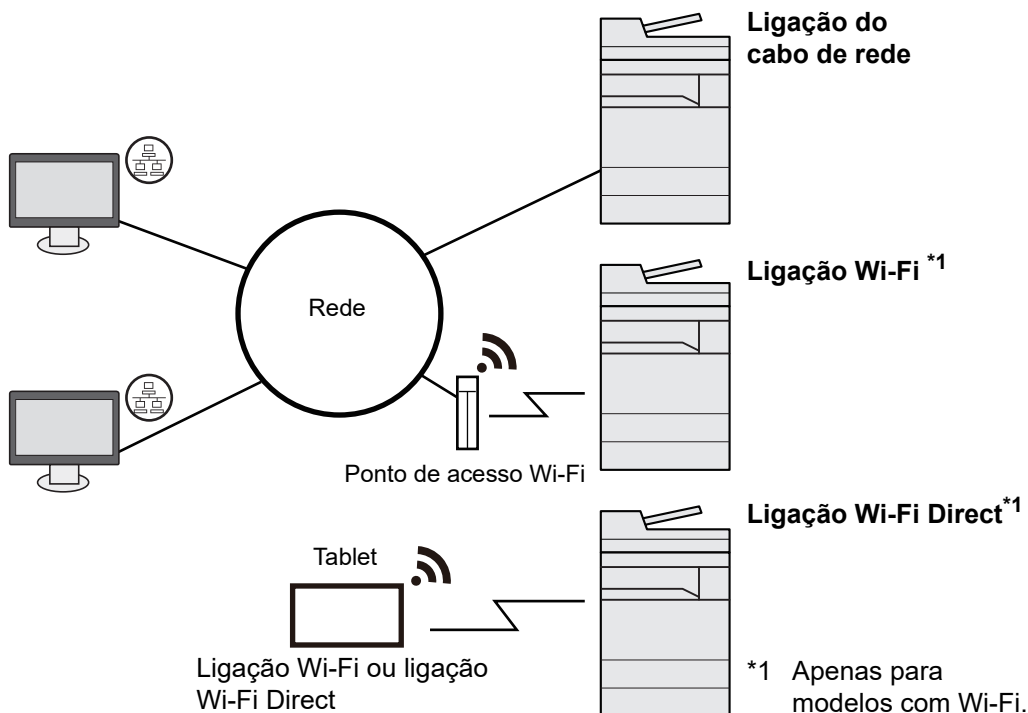 Ligação do
cabo de rede
Rede
Ligação Wi-Fi *1
Ponto de acesso Wi-Fi
Ligação Wi-Fi Direct*1
Tablet
Ligação Wi-Fi ou ligação
Wi-Fi Direct
*1 Apenas para
modelos com Wi-Fi.